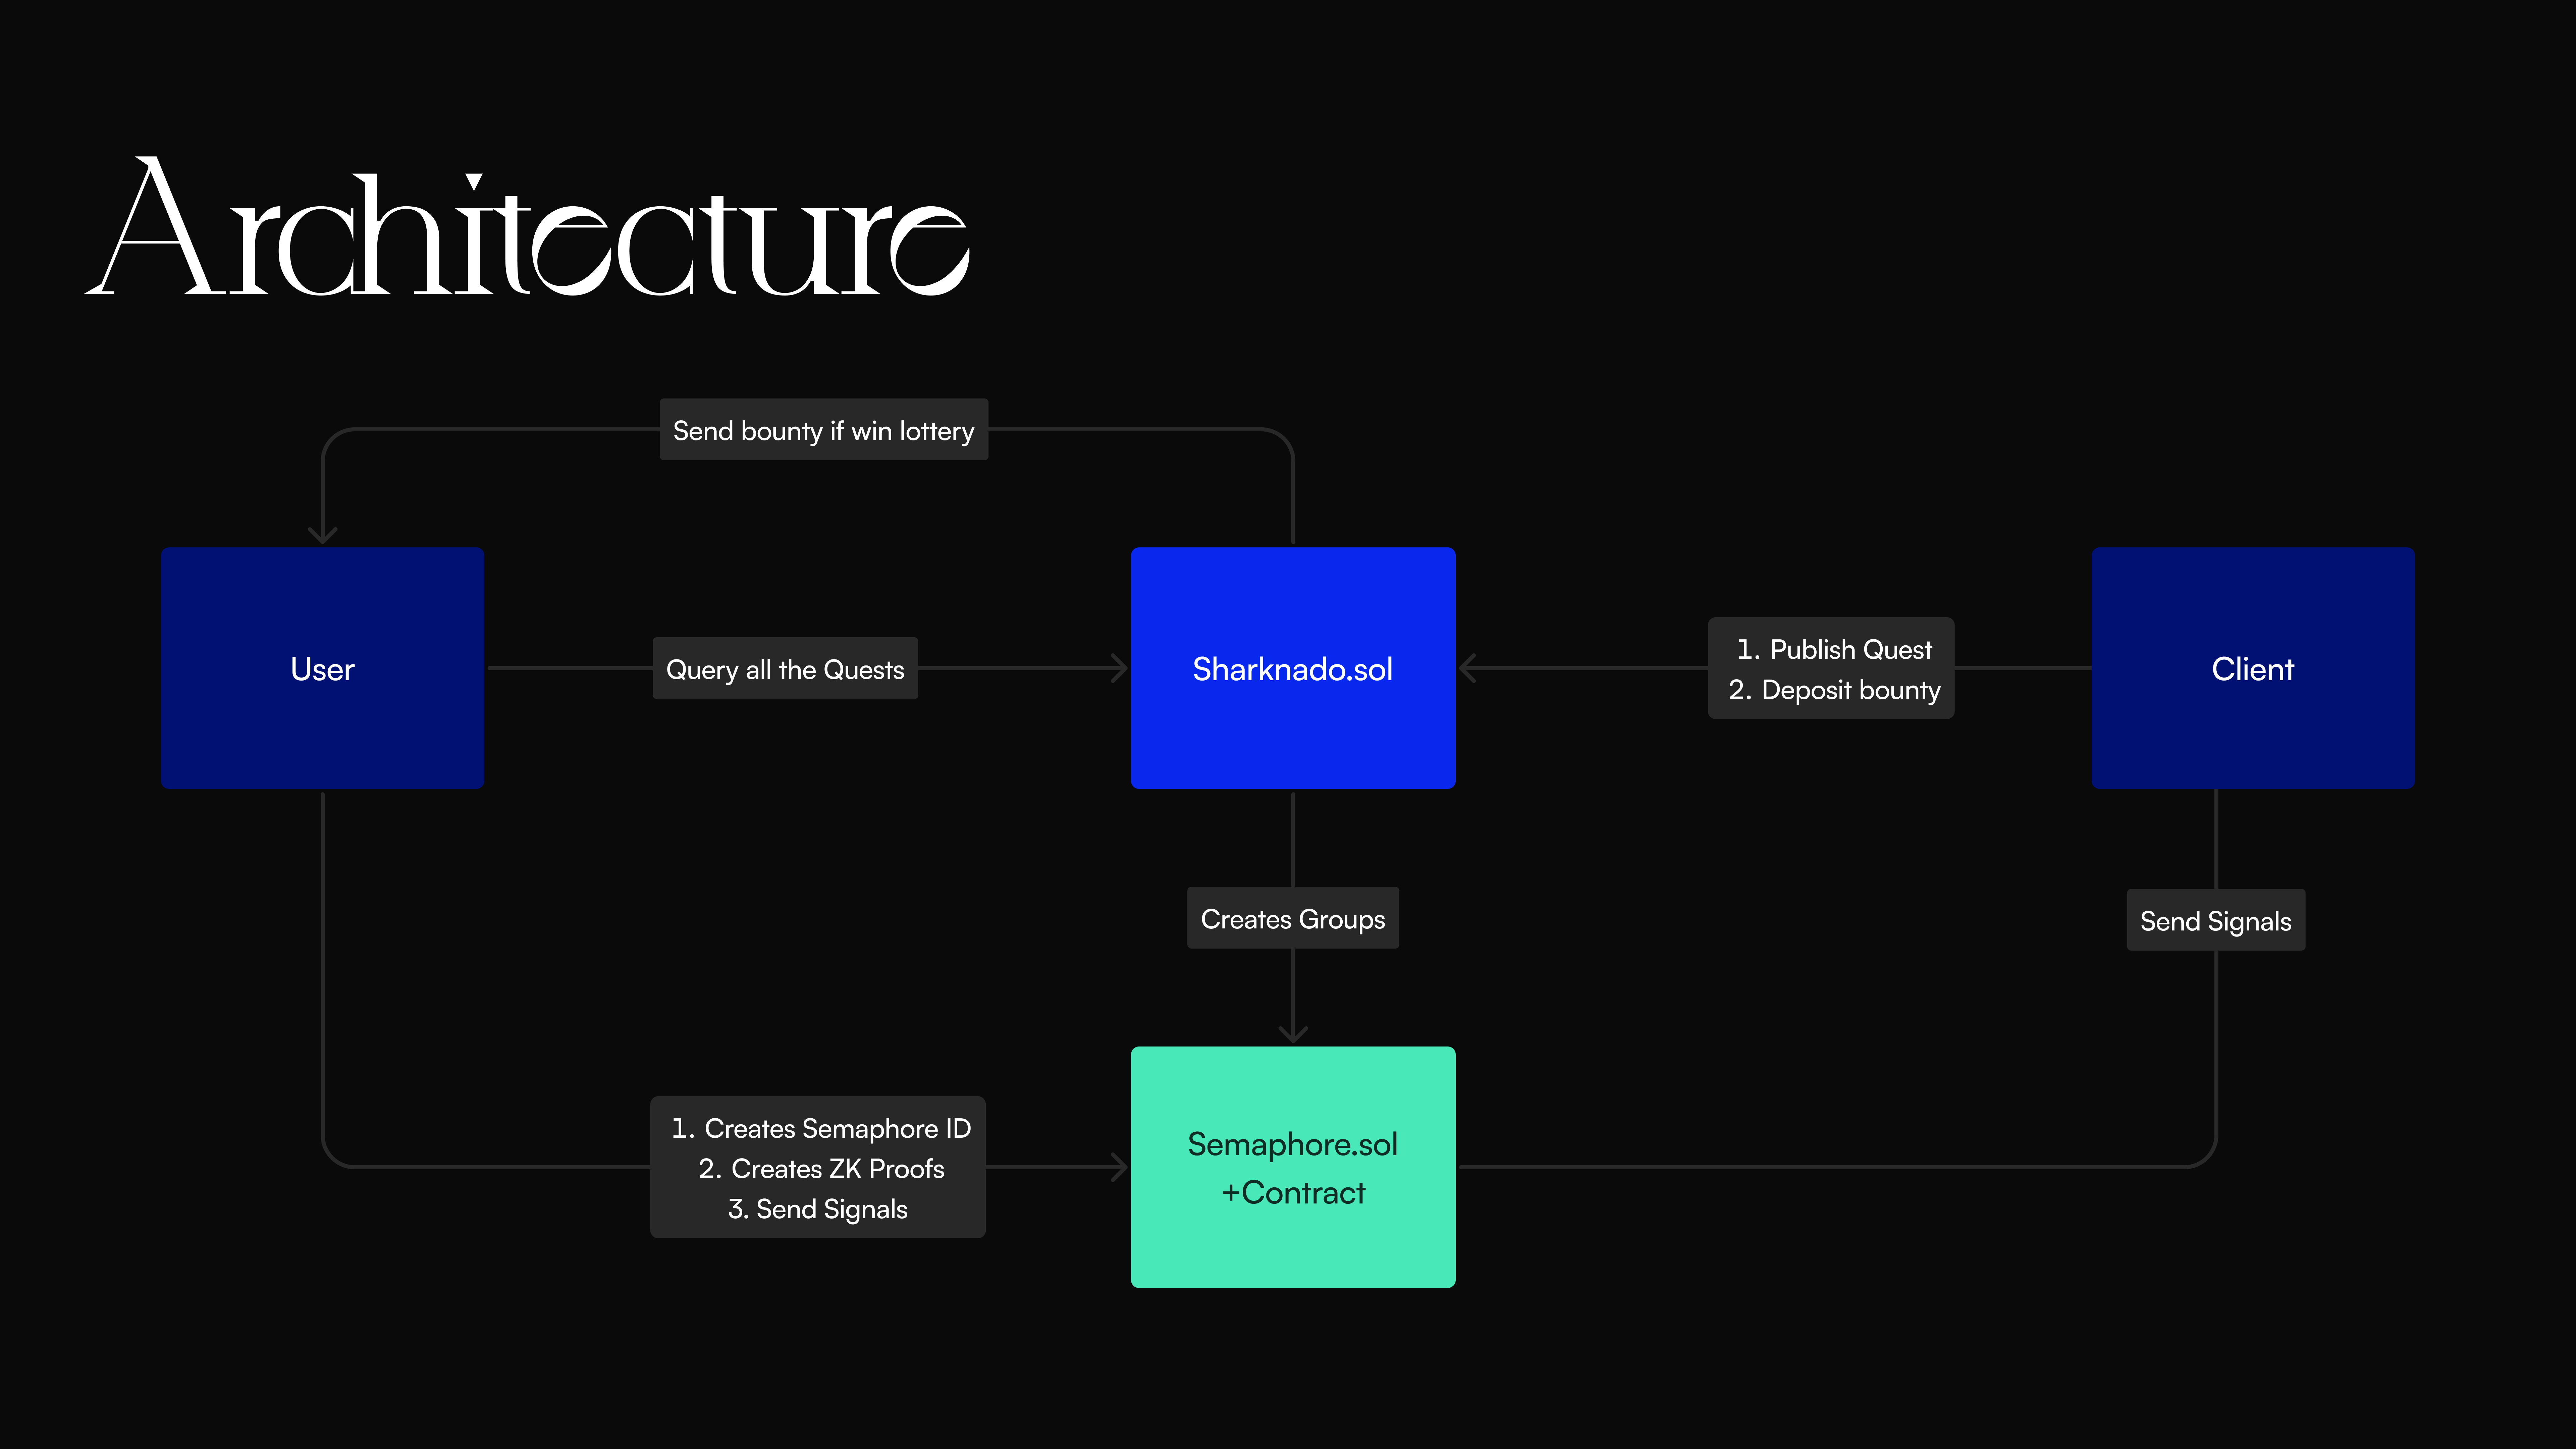 Architecture
Send bounty if win lottery
User
Query all the Quests
Sharknado.sol
1. Publish Quest
2. Deposit bounty
Client
Creates Groups
Send Signals
1. Creates Semaphore ID
2. Creates ZK Proofs
3. Send Signals
Semaphore.sol
+Contract